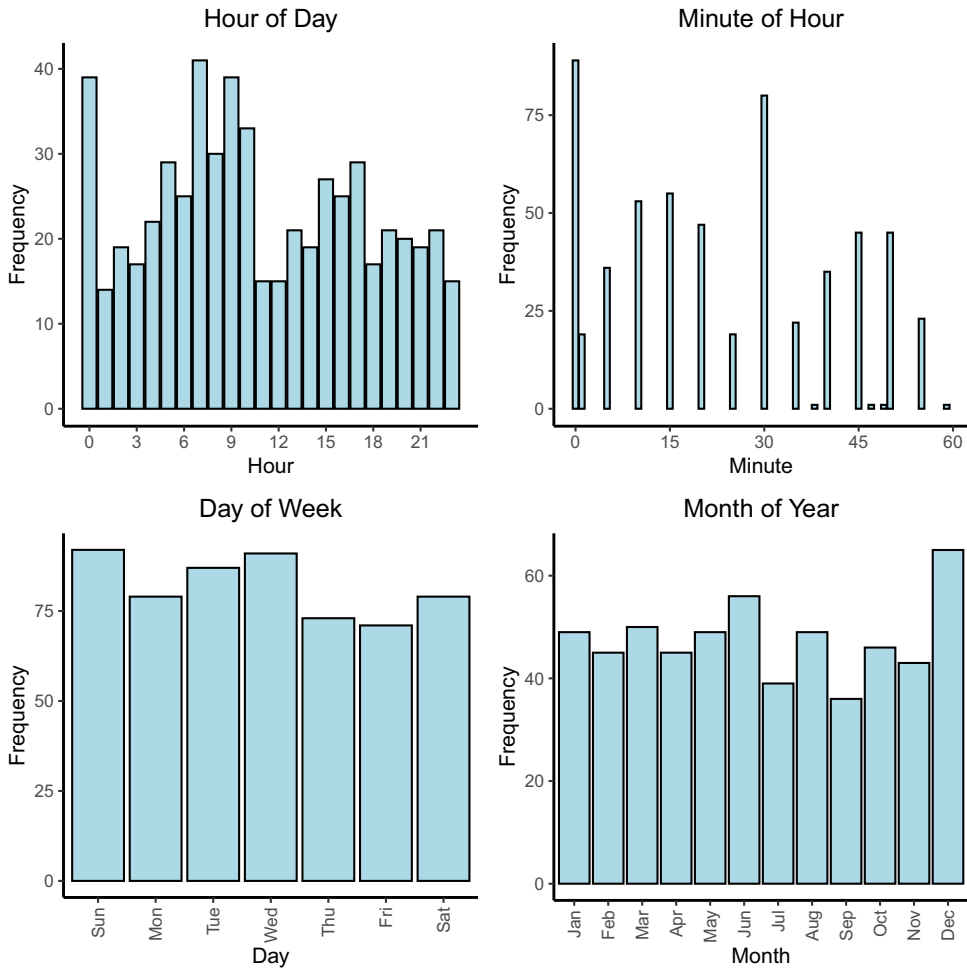 Hour of Day
Frequency
40
30
20
10
0
0 3 6 9 12 15 18 21
Hour
Minute of Hour
Frequency
75
50
25
0
0 15 30 45 60
Minute
Day of Week
Frequency
75
50
25
0
Sun Mon Tue Wed Thu Fri Sat
Day
Month of Year
Frequency
60
40
20
0
Jan Feb Mar Apr May Jun Jul Aug Sep Oct Nov Dec
Month